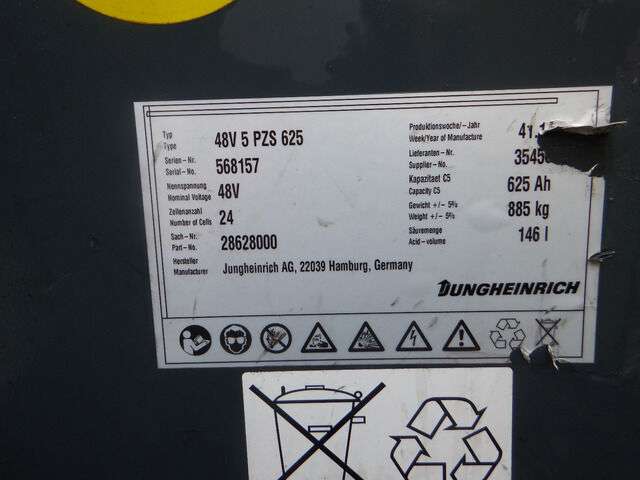 Typ
Type 48V 5 PZS 625
Serien-Nr.
Serial-No. 568157
Nennspannung
Nominal Voltage 48V
Zellenanzahl
Number of Cells 24
Sach-Nr.
Part-No. 28628000
Hersteller
Manufacturer Jungheinrich AG, 22039 Hamburg, Germany
Produktionswoche/-Jahr
Week/Year of Manufacture
Lieferanten-Nr.
Supplier-No.
Kapazitaet C5
Capacity C5 625 Ah
Gewicht +/- 5%
Weight +/- 5% 885 kg
Säuremenge
Acid-volume 146 l
JUNGHEINRICH